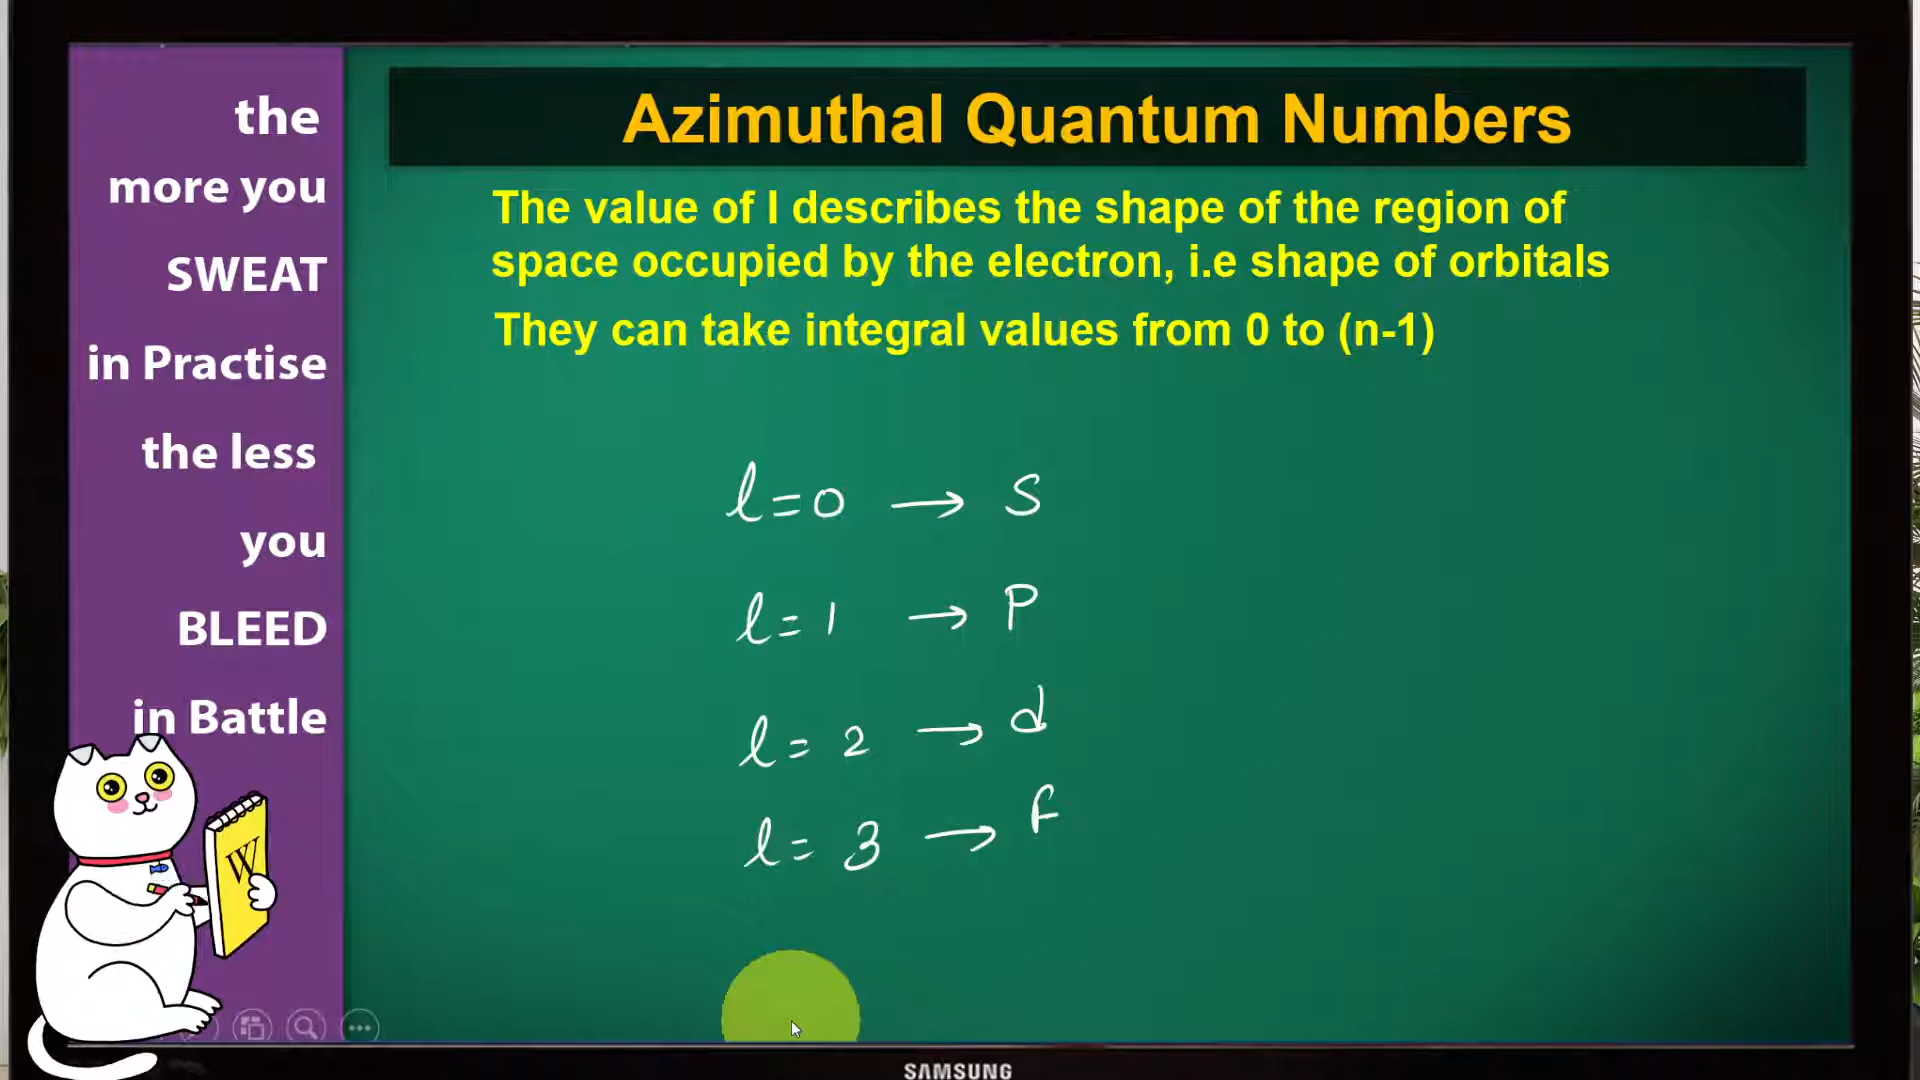 the
more you
SWEAT
in Practise
the less
you
BLEED
in Battle
W
Azimuthal Quantum Numbers
The value of l describes the shape of the region of
space occupied by the electron, i.e shape of orbitals
They can take integral values from 0 to (n-1)
l=0 → S
l=1 → P
l=2 → d
l=3 → f
SAMSUNG